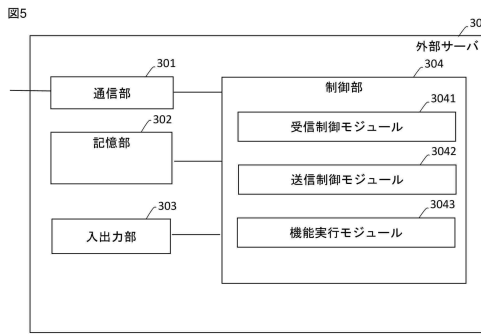 図5
30
外部サーバ
301
通信部
302
記憶部
303
入出力部
304
制御部
3041
受信制御モジュール
3042
送信制御モジュール
3043
機能実行モジュール